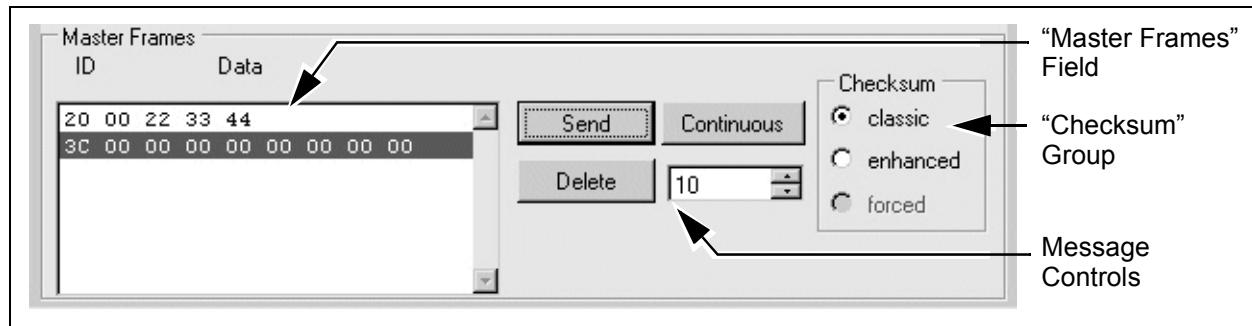 Master Frames
ID Data
20 00 22 33 44
3C 00 00 00 00 00 00 00 00
Send Continuous
Delete 10
Checksum
classic
enhanced
forced
“Master Frames”
Field
“Checksum”
Group
Message
Controls